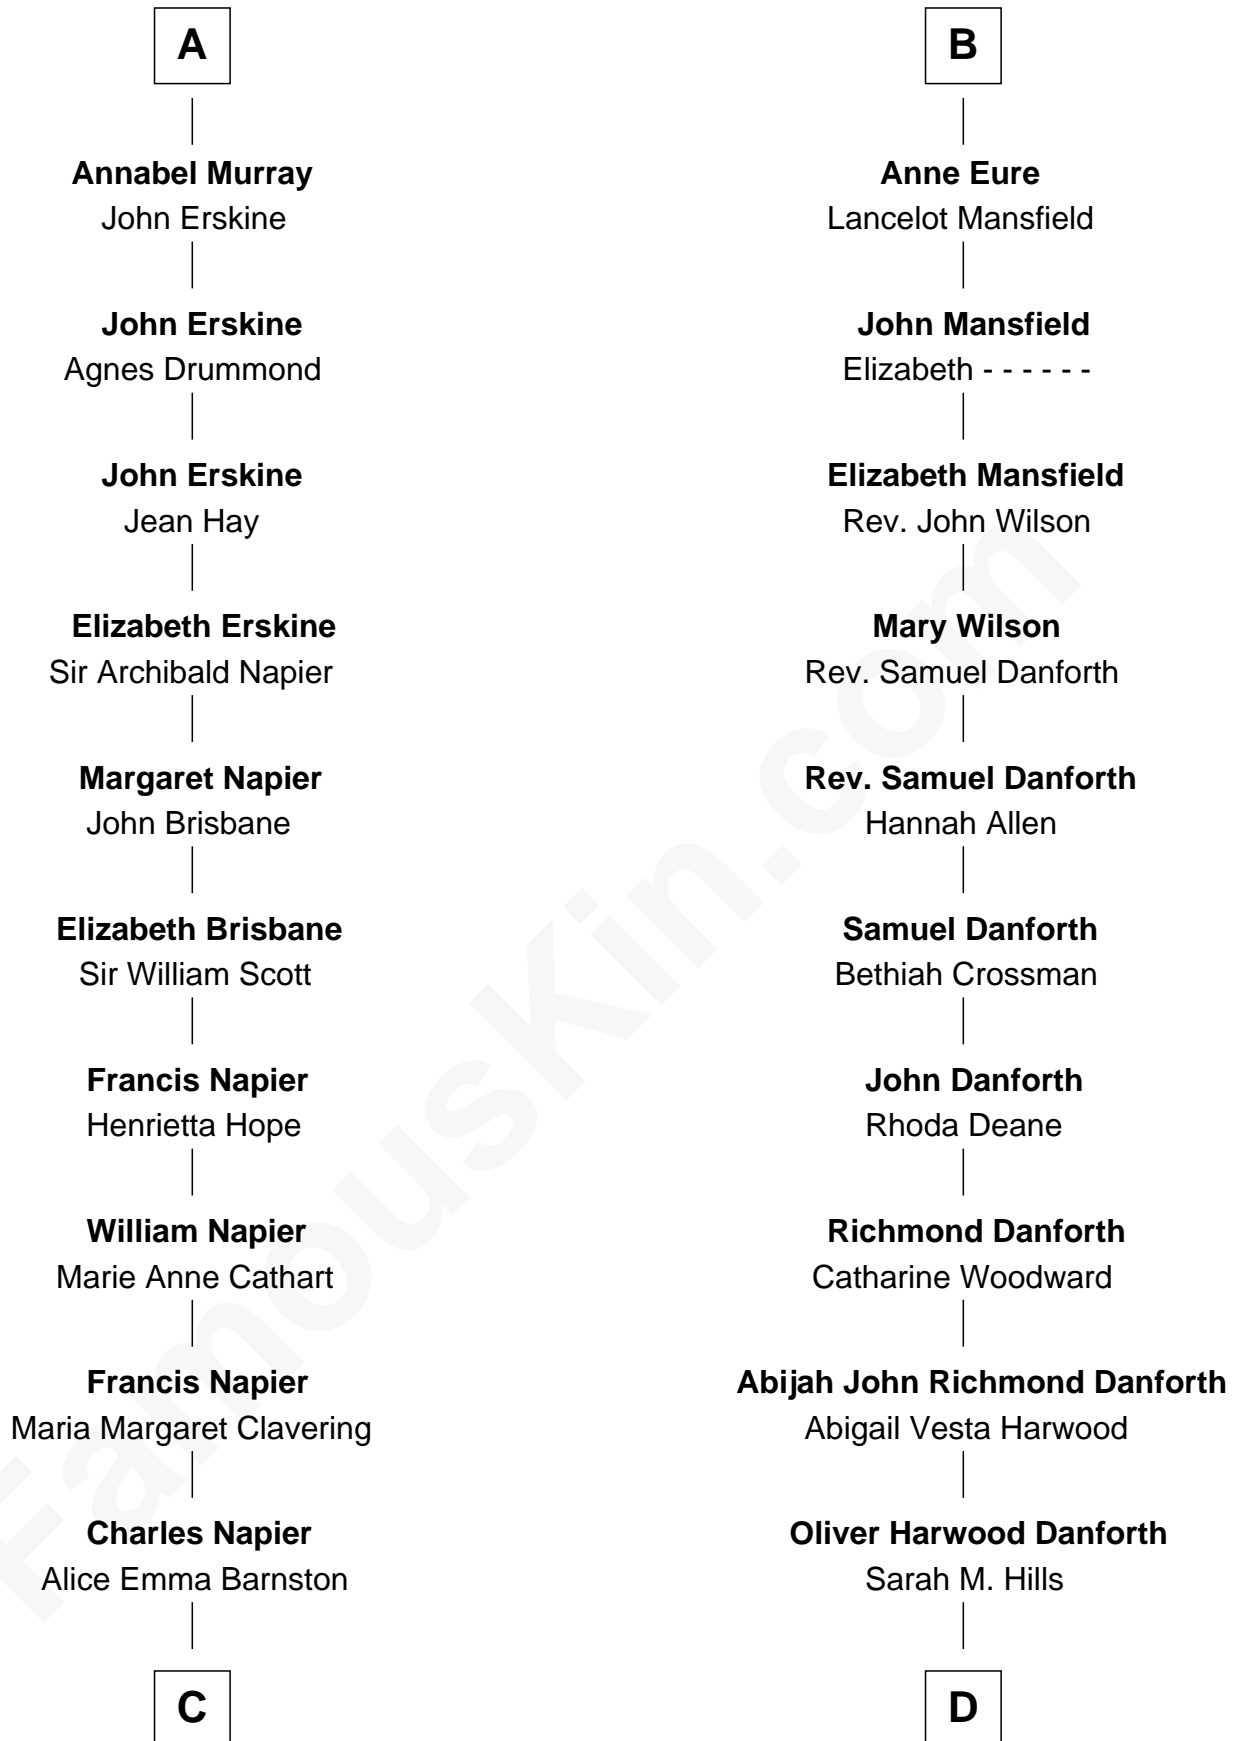 A
Annabel Murray
John Erskine
John Erskine
Agnes Drummond
John Erskine
Jean Hay
Elizabeth Erskine
Sir Archibald Napier
Margaret Napier
John Brisbane
Elizabeth Brisbane
Sir William Scott
Francis Napier
Henrietta Hope
William Napier
Marie Anne Cathart
Francis Napier
Maria Margaret Clavering
Charles Napier
Alice Emma Barnston
C
B
Anne Eure
Lancelot Mansfield
John Mansfield
Elizabeth - - - - - -
Elizabeth Mansfield
Rev. John Wilson
Mary Wilson
Rev. Samuel Danforth
Rev. Samuel Danforth
Hannah Allen
Samuel Danforth
Bethiah Crossman
John Danforth
Rhoda Deane
Richmond Danforth
Catharine Woodward
Abijah John Richmond Danforth
Abigail Vesta Harwood
Oliver Harwood Danforth
Sarah M. Hills
D
FamousKin.com